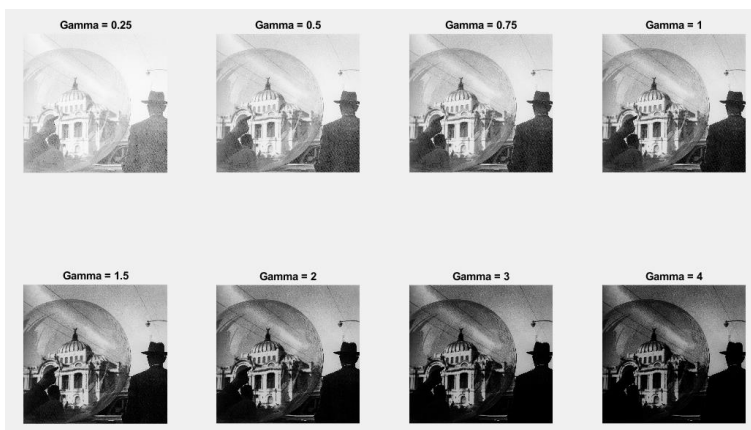 Gamma = 0.25
Gamma = 0.5
Gamma = 0.75
Gamma = 1
Gamma = 1.5
Gamma = 2
Gamma = 3
Gamma = 4